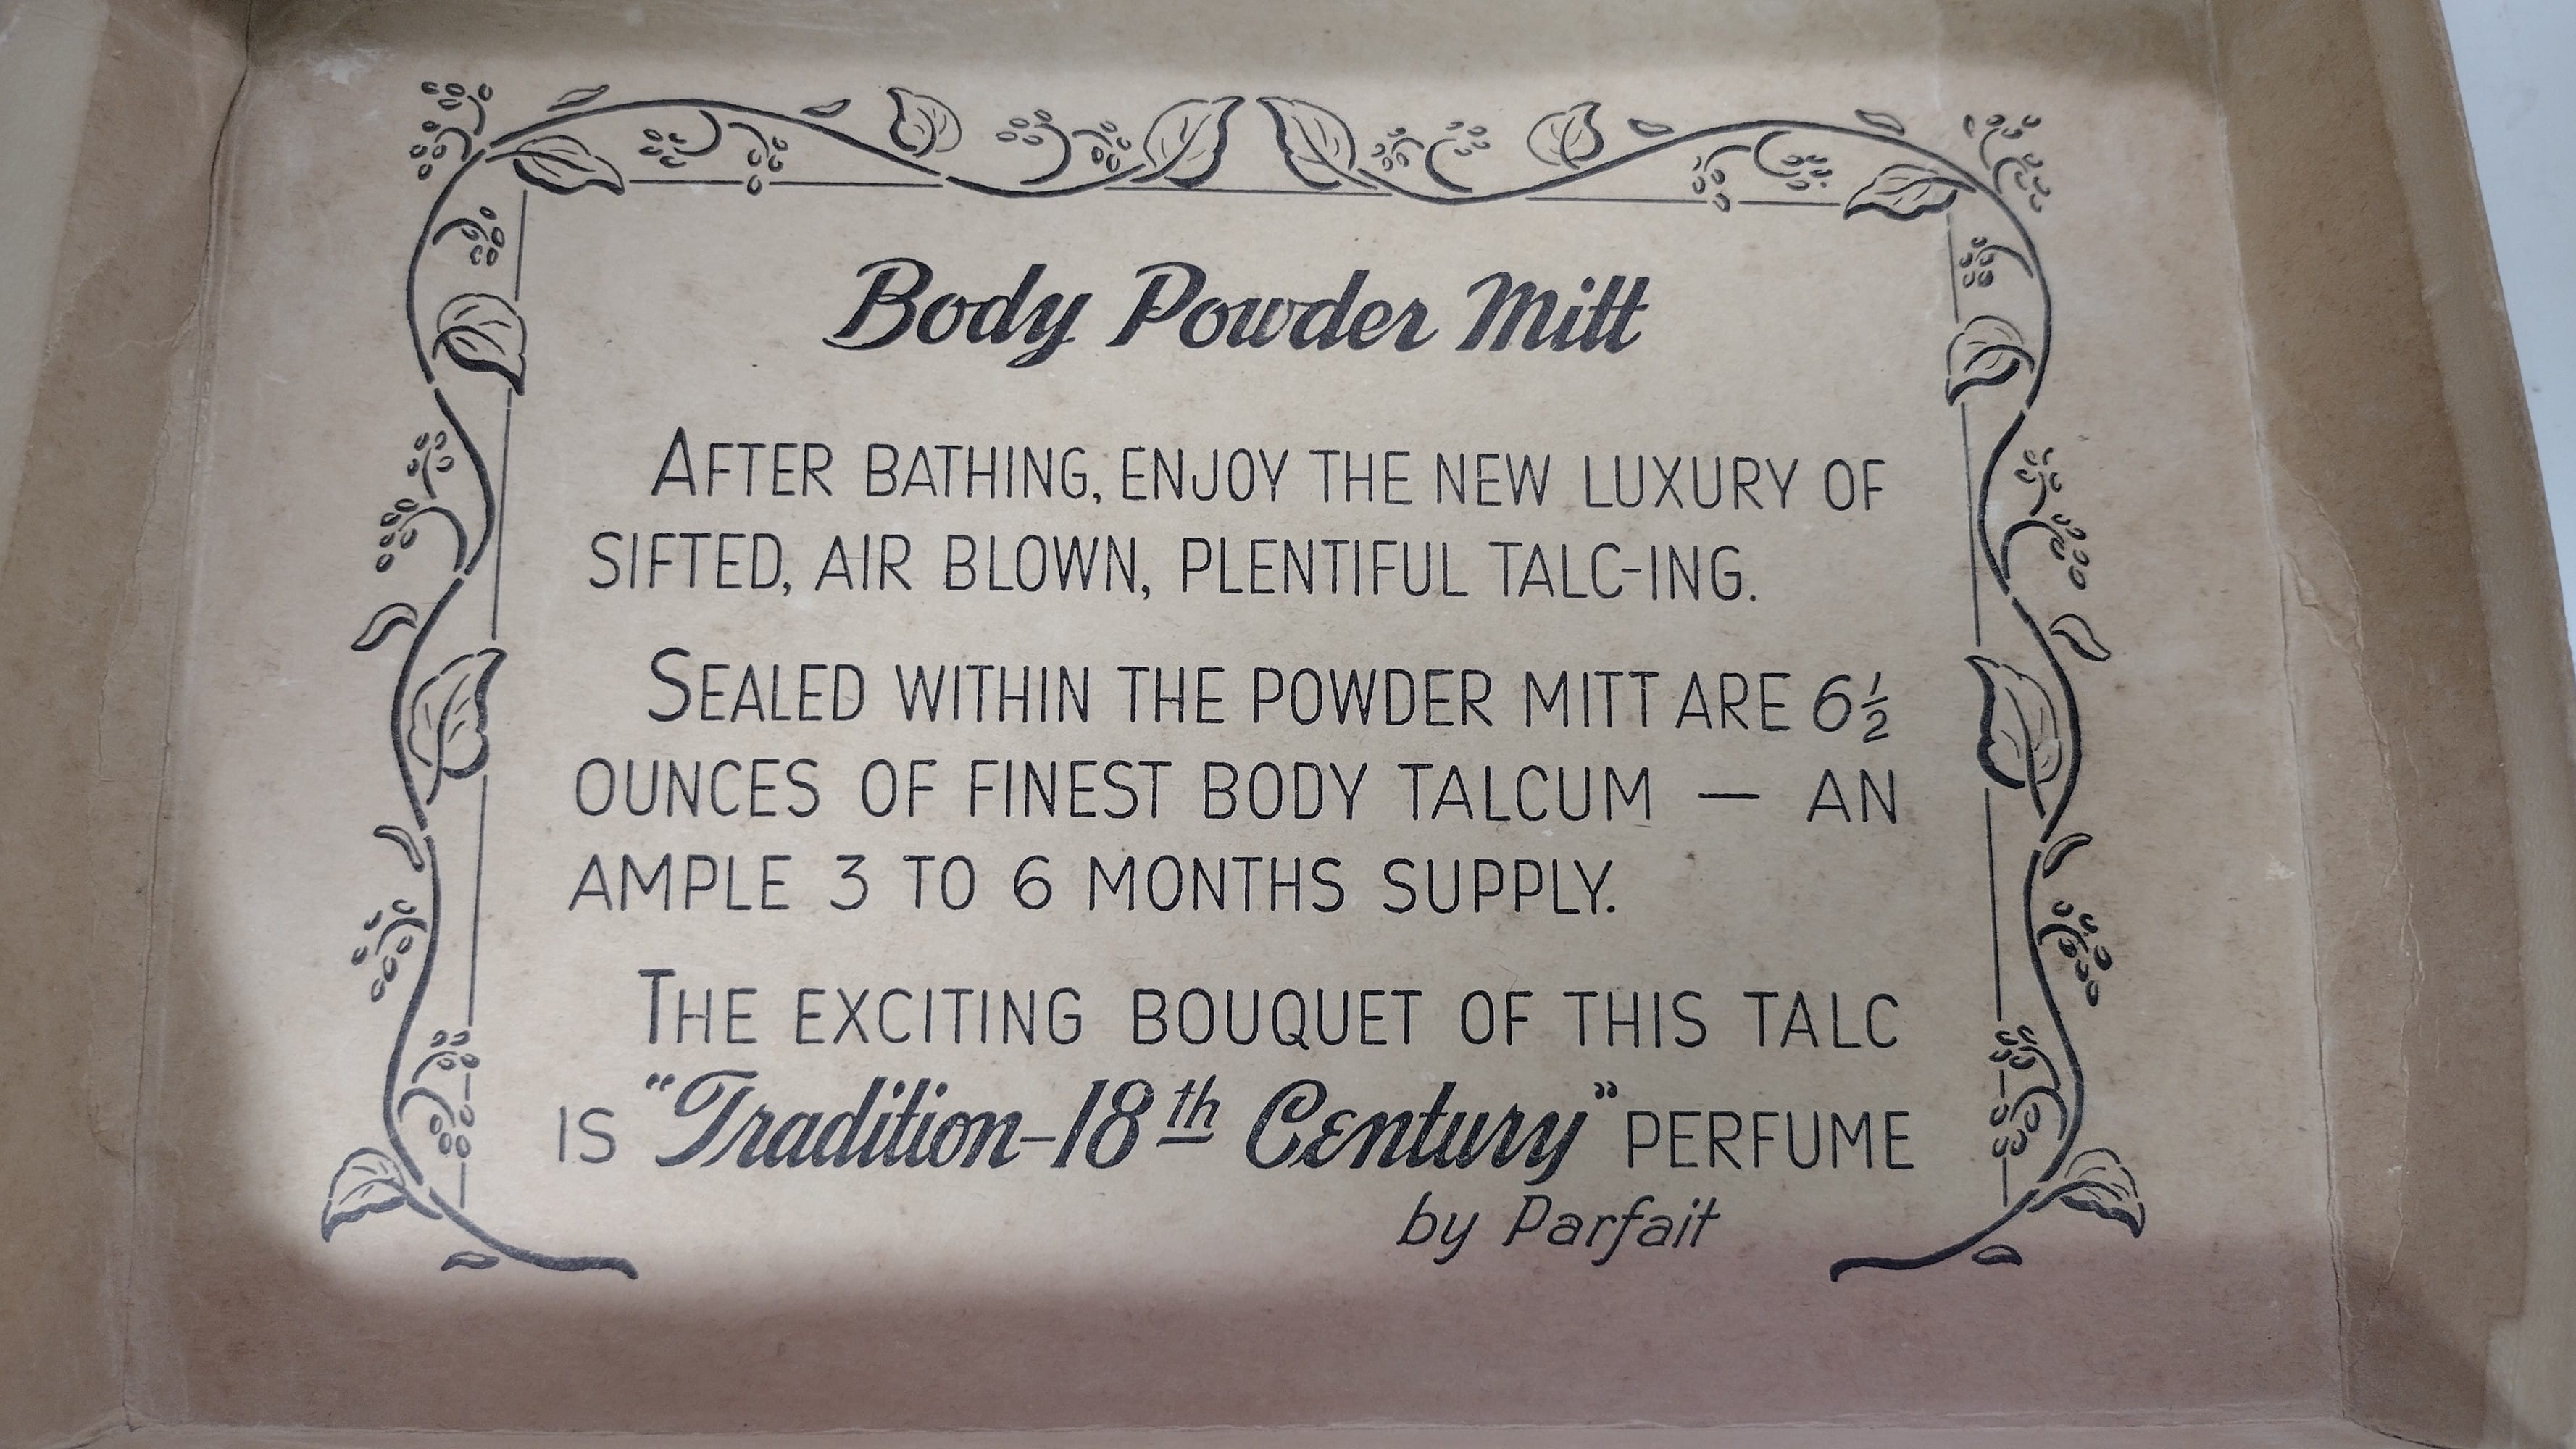 Body Powder Mitt
AFTER BATHING, ENJOY THE NEW LUXURY OF
SIFTED, AIR BLOWN, PLENTIFUL TALC-ING.
SEALED WITHIN THE POWDER MITT ARE 6½
OUNCES OF FINEST BODY TALCUM — AN
AMPLE 3 TO 6 MONTHS SUPPLY.
THE EXCITING BOUQUET OF THIS TALC
IS "Tradition-18th Century" PERFUME
by Parfait